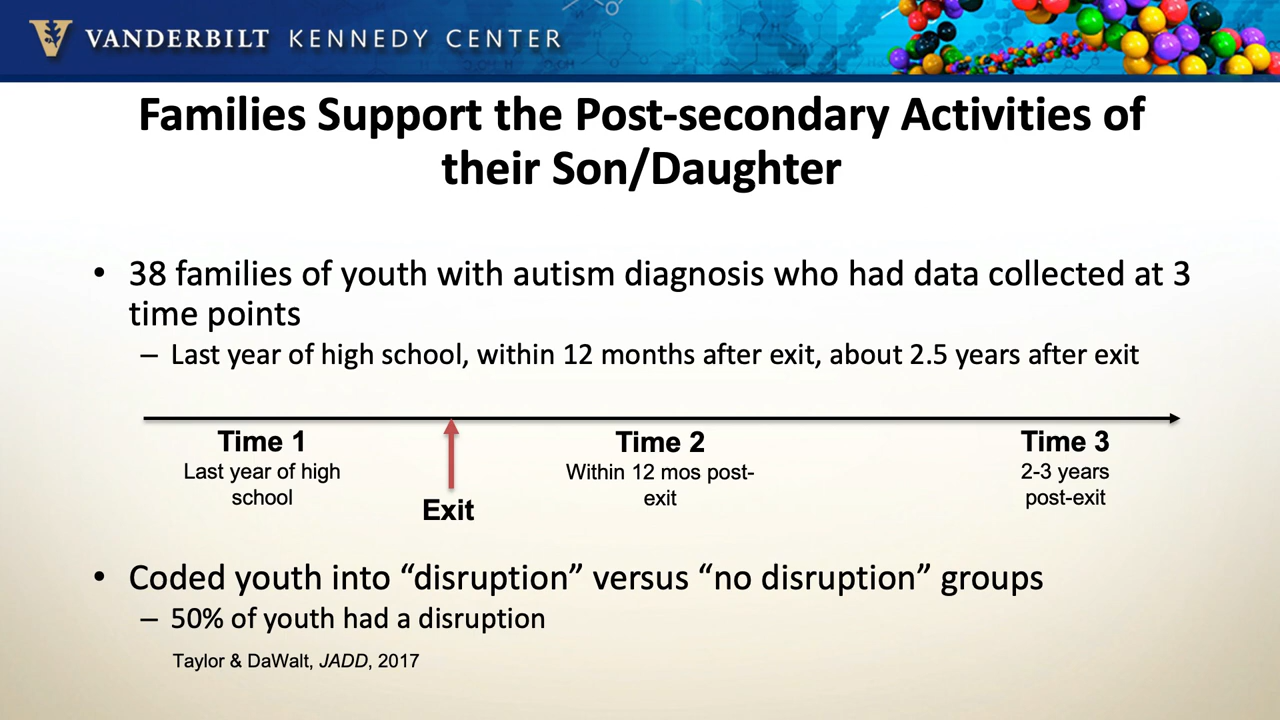 VANDERBILT KENNEDY CENTER
Families Support the Post-secondary Activities of
their Son/Daughter
• 38 families of youth with autism diagnosis who had data collected at 3
time points
– Last year of high school, within 12 months after exit, about 2.5 years after exit
Time 1
Last year of high
school
Exit
Time 2
Within 12 mos post-
exit
Time 3
2-3 years
post-exit
• Coded youth into “disruption” versus “no disruption” groups
– 50% of youth had a disruption
Taylor & DaWalt, JADD, 2017